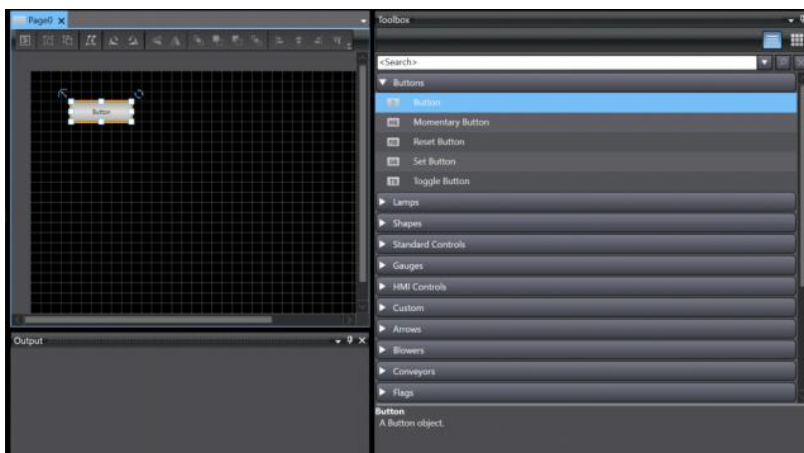 Page0
Button
Output
Toolbox
<Search>
Buttons
Button
Momentary Button
Reset Button
Set Button
Toggle Button
Lamps
Shapes
Standard Controls
Gauges
HMI Controls
Custom
Arrows
Blowers
Conveyors
Flags
Button
A Button object.